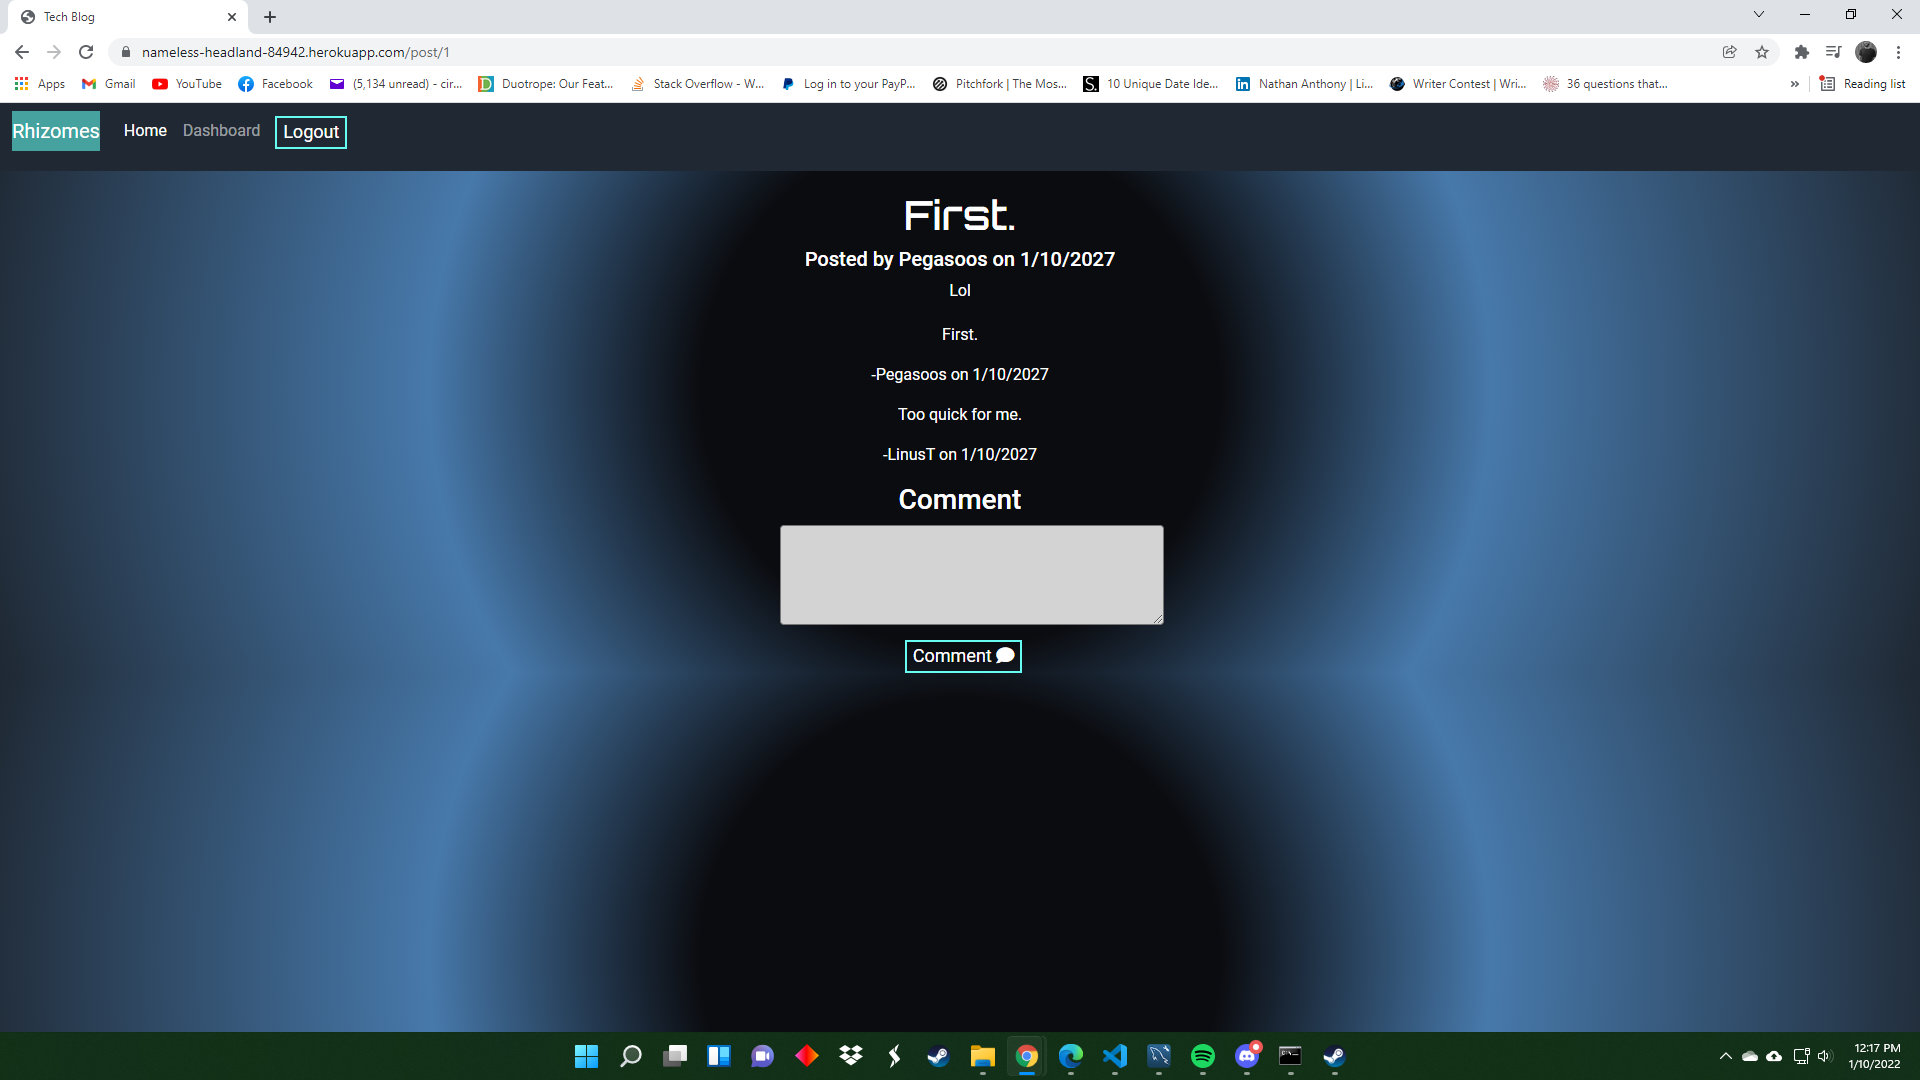 Tech Blog
nameless-headland-84942.herokuapp.com/post/1
Apps Gmail YouTube Facebook (5,134 unread) - cir... Duotrope: Our Feat... Stack Overflow - W... Log in to your PayP... Pitchfork | The Mos... 10 Unique Date Ide... Nathan Anthony | Li... Writer Contest | Wri... 36 questions that... » Reading list
Rhizomes Home Dashboard Logout
First.
Posted by Pegasoos on 1/10/2027
Lol
First.
-Pegasoos on 1/10/2027
Too quick for me.
-LinusT on 1/10/2027
Comment
Comment
12:17 PM
1/10/2022